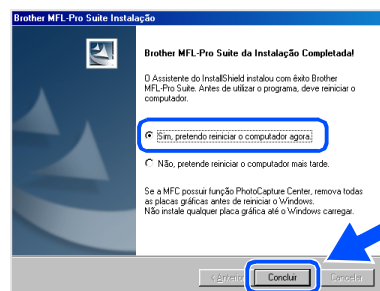 Brother MFL-Pro Suite Instalação
Brother MFL-Pro Suite da Instalação Completada!
O Assistente do InstallShield instalou com êxito Brother
MFL-Pro Suite. Antes de utilizar o programa, deve reiniciar o
computador.
Sim, pretendo reiniciar o computador agora.
Não, pretende reiniciar o computador mais tarde.
Se a MFC possuir função PhotoCapture Center, remova todas
as placas gráficas antes de reiniciar o Windows.
Não instale qualquer placa gráfica até o Windows carregar.
Concluir Cancelar